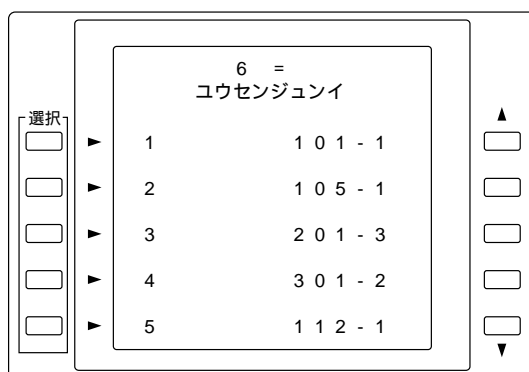 6 =
ユウセンジュンイ
選択
▲
► 1 101-1
► 2 105-1
► 3 201-3
► 4 301-2
► 5 112-1
▼